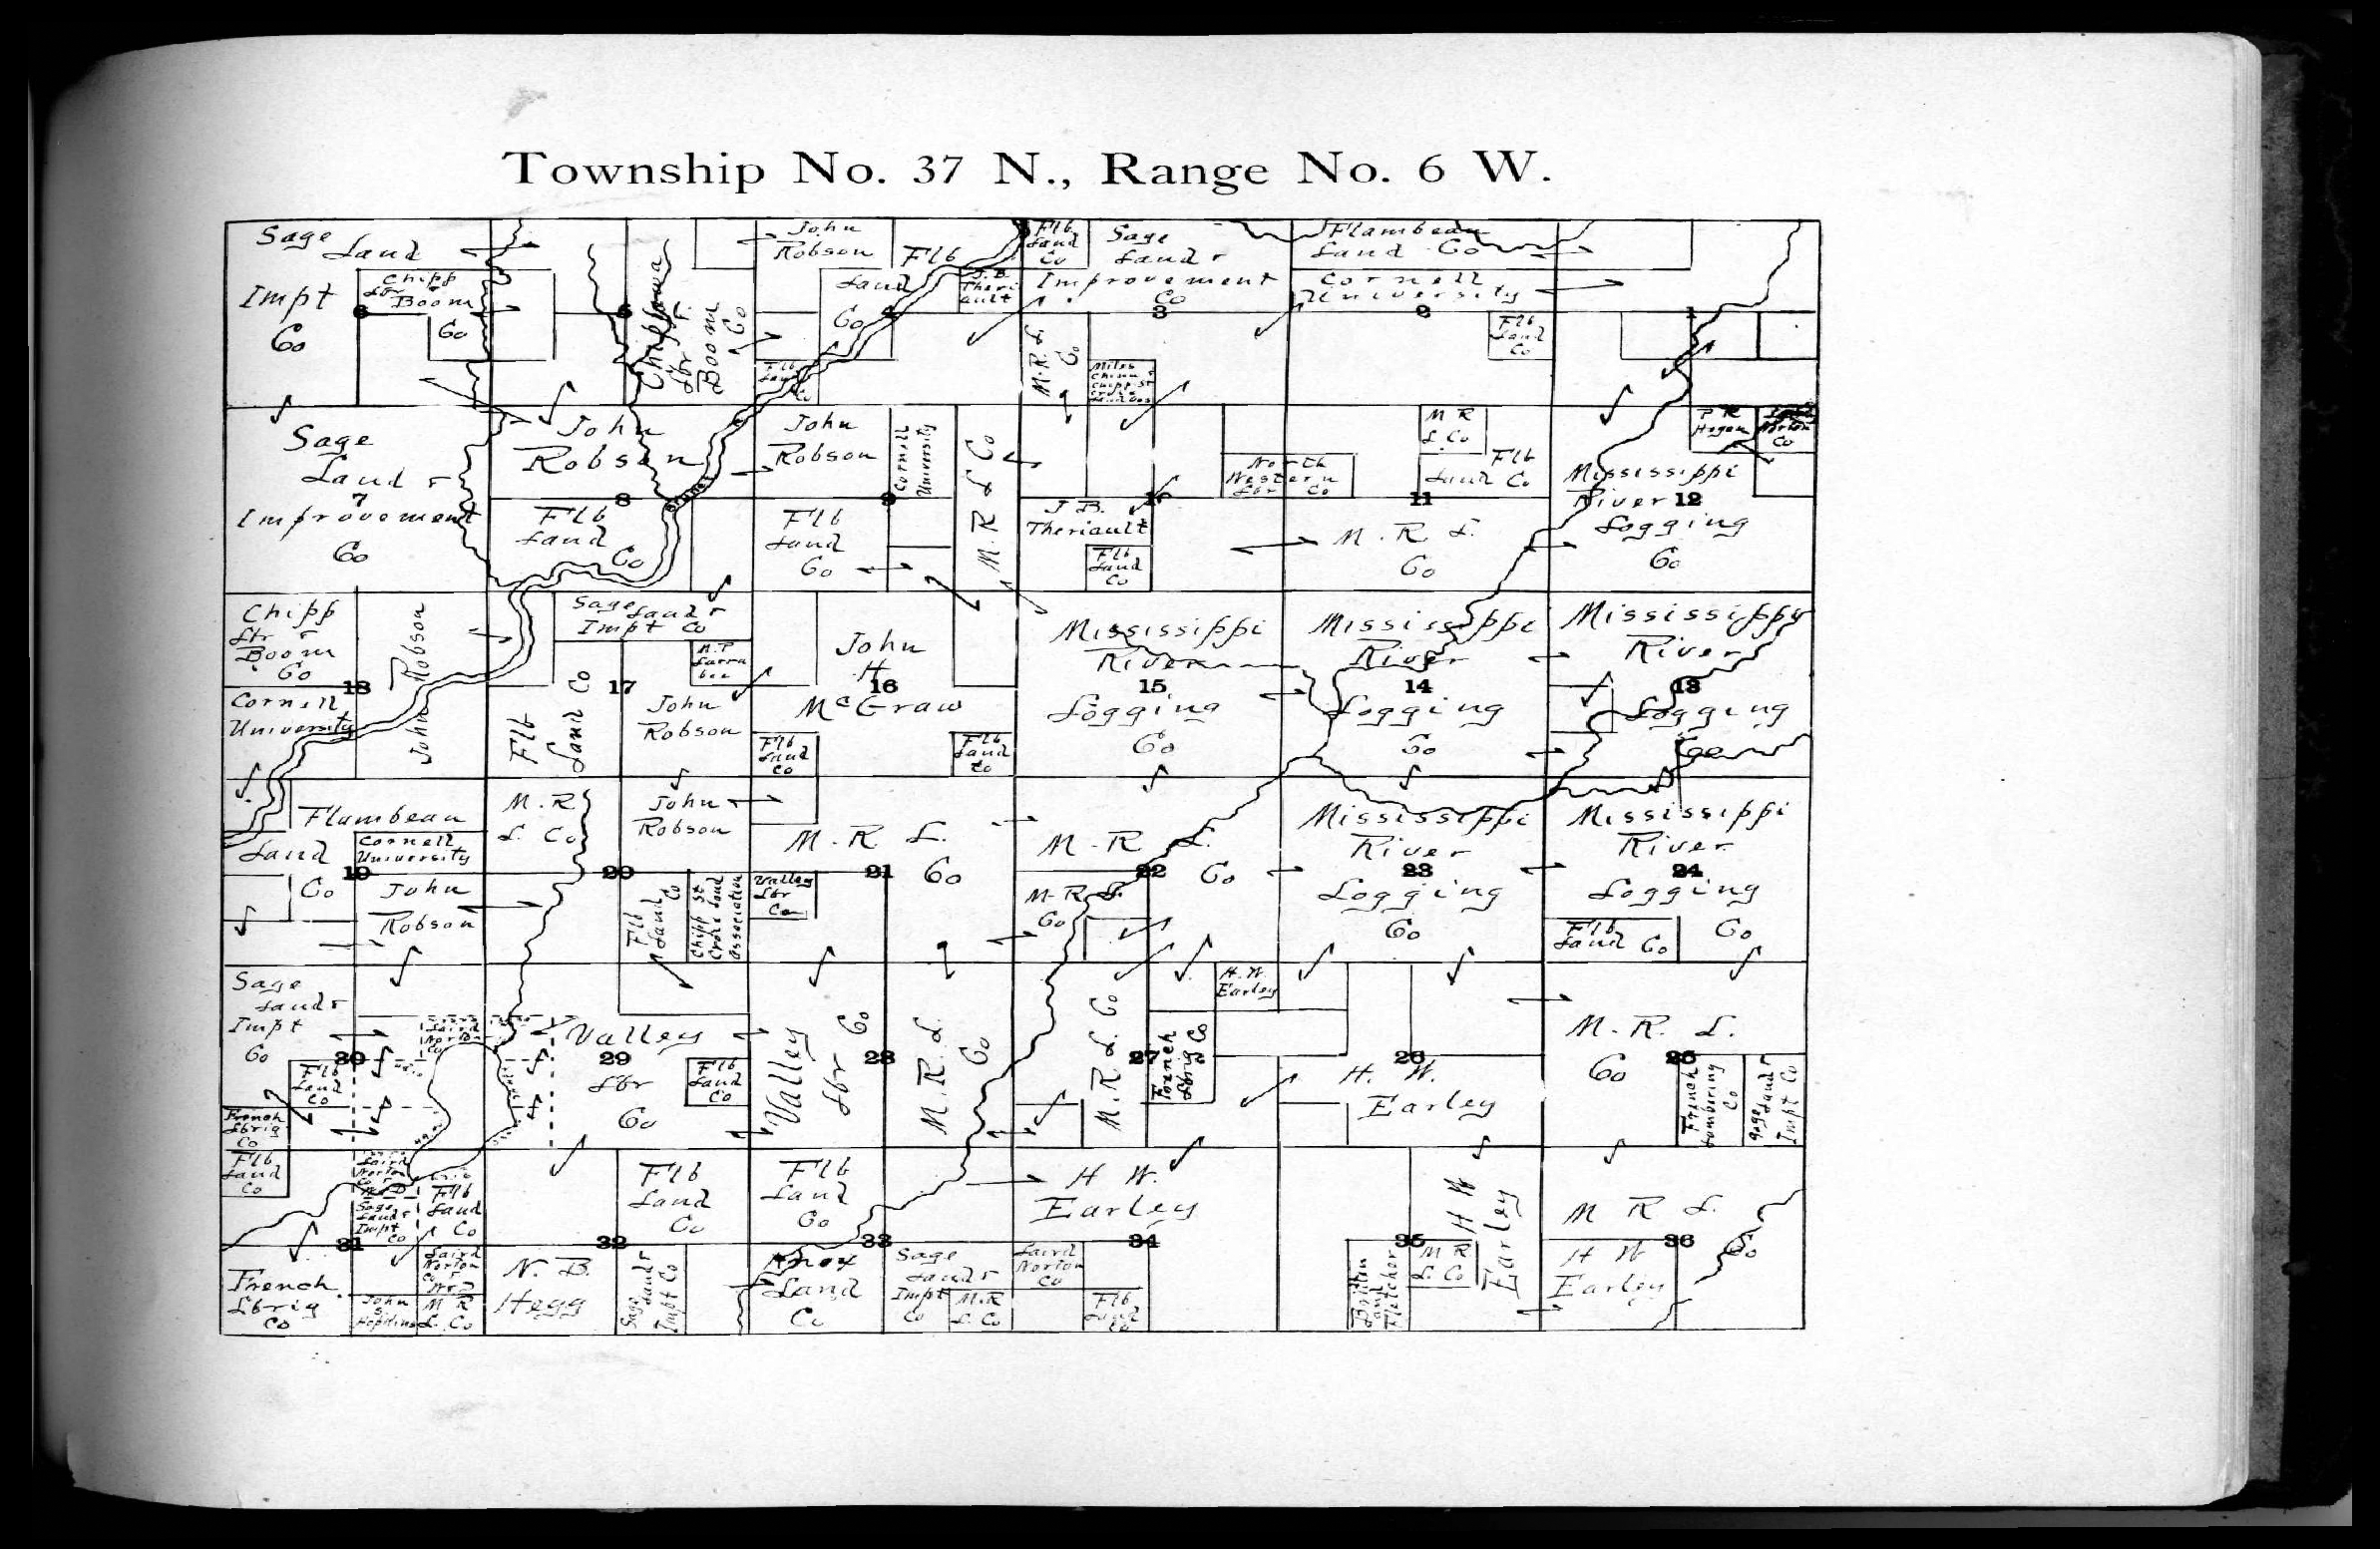 Township No. 37 N., Range No. 6 W.
Sage
Land
Impt
Co
Chipp
Lbr &
Boom
Co
6
5
Chippewa
Lbr &
Boom
Co
John
Robson
Flb
Land
Co
4
J. B.
Theri
ault
Flb
Land
Co
Flb
Land
Co
Sage
Land &
Improvement
Co
3
M. R. L.
Co
Miles
Flambeau
Land Co
Cornell
University
2
Flb
Land
Co
1
Sage
Land &
7
Improvement
Co
John
Robson
8
Flb
Land
Co
John
Robson
Cornell
University
9
M. R. L Co
Flb
Land
Co
J. B.
Theriault
Flb
Land
Co
North
Western
Lbr Co
M R
L. Co
Flb
Land Co
11
M. R. L.
Co
P R
Hogan
Norton
Co
Mississippi
River 12
Logging
Co
Chipp
Lbr &
Boom
Co
18
Cornell
University
John Robson
Sage Land &
Impt Co
17
Flb
Land Co
John
Robson
John
H
16
McGraw
Flb
Land
Co
Flb
Land
Co
Mississippi
River
15
Logging
Co
Mississippi
River
14
Logging
Co
Mississippi
River
13
Logging
Co
Flambeau
Land
Co
Cornell
University
19
John
Robson
M. R
L. Co
John
Robson
20
Flb
Land
Co
Chipp St
Croix Land
Association
M. R. L.
Co
21
Valley
Lbr
Co
M. R L.
Co
22
M. R L.
Co
Mississippi
River
23
Logging
Co
Mississippi
River
24
Logging
Co
Flb
Land Co
Sage
Land &
Impt
Co
30
Flb
Land
Co
French
Lbrig
Co
Laird
Norton
Co
Valley
29
Lbr
Co
Flb
Land
Co
Valley
Lbr Co
28
M. R. L.
Co
M. R L. Co
27
French
Lbrig Co
H. W.
Earley
26
H. W.
Earley
M. R. L.
Co
25
French
Lumbering
Co
Sage
Land &
Impt Co
Flb
Land
Co
Laird
Norton
Co
Sage
Land &
Impt
Co
Flb
Land
Co
31
French
Lbrig
Co
John
S.
Hopkins
Laird
Norton
Co &
M R
L. Co
32
N. B.
Hegg
Flb
Land
Co
Sage
Land &
Impt Co
Flb
Land
Co
33
Knox
Land
Co
Sage
Land &
Impt
Co
M. R
L. Co
H W.
Earley
34
Laird
Norton
Co
Flb
Land
Co
35
H W
Earley
M R
L. Co
Britten
and
Fletcher
M R L.
Co
36
H W
Earley